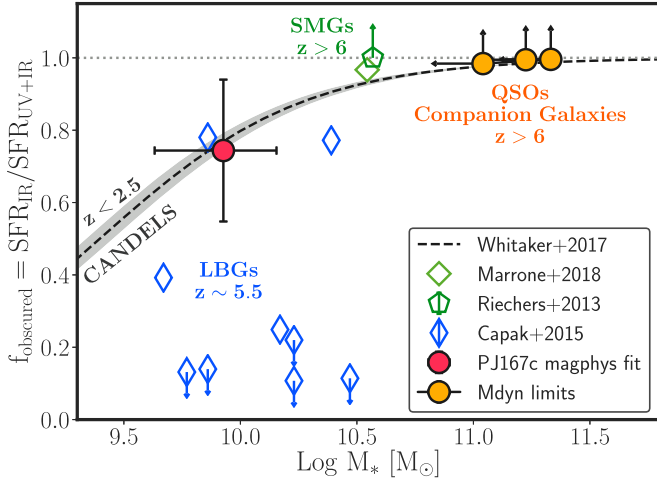 SMGs
z > 6
QSOs
Companion Galaxies
z > 6
z < 2.5
CANDELS
LBGs
z ∼ 5.5
f_obscured = SFR_IR/SFR_UV+IR
1.0
0.8
0.6
0.4
0.2
0.0
Whitaker+2017
Marrone+2018
Riechers+2013
Capak+2015
PJ167c magphys fit
Mdyn limits
9.5 10.0 10.5 11.0 11.5
Log M_* [M_⊙]